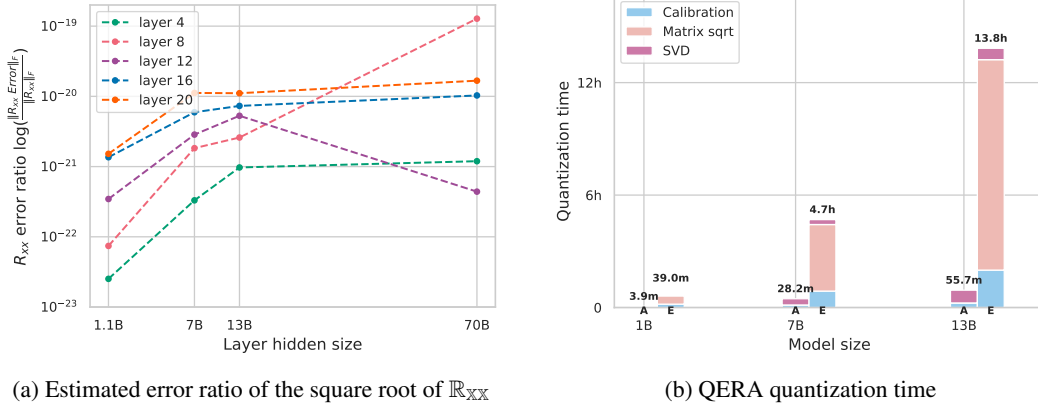 10⁻¹⁹
10⁻²⁰
10⁻²¹
10⁻²²
10⁻²³
R_xx error ratio log(‖R_xx Error‖_F / ‖R_xx‖_F)
layer 4
layer 8
layer 12
layer 16
layer 20
1.1B 7B 13B 70B
Layer hidden size
(a) Estimated error ratio of the square root of ℝ_𝕏𝕏
Calibration
Matrix sqrt
SVD
12h
6h
0
Quantization time
3.9m
39.0m
28.2m
4.7h
55.7m
13.8h
A E A E A E
1B 7B 13B
Model size
(b) QERA quantization time